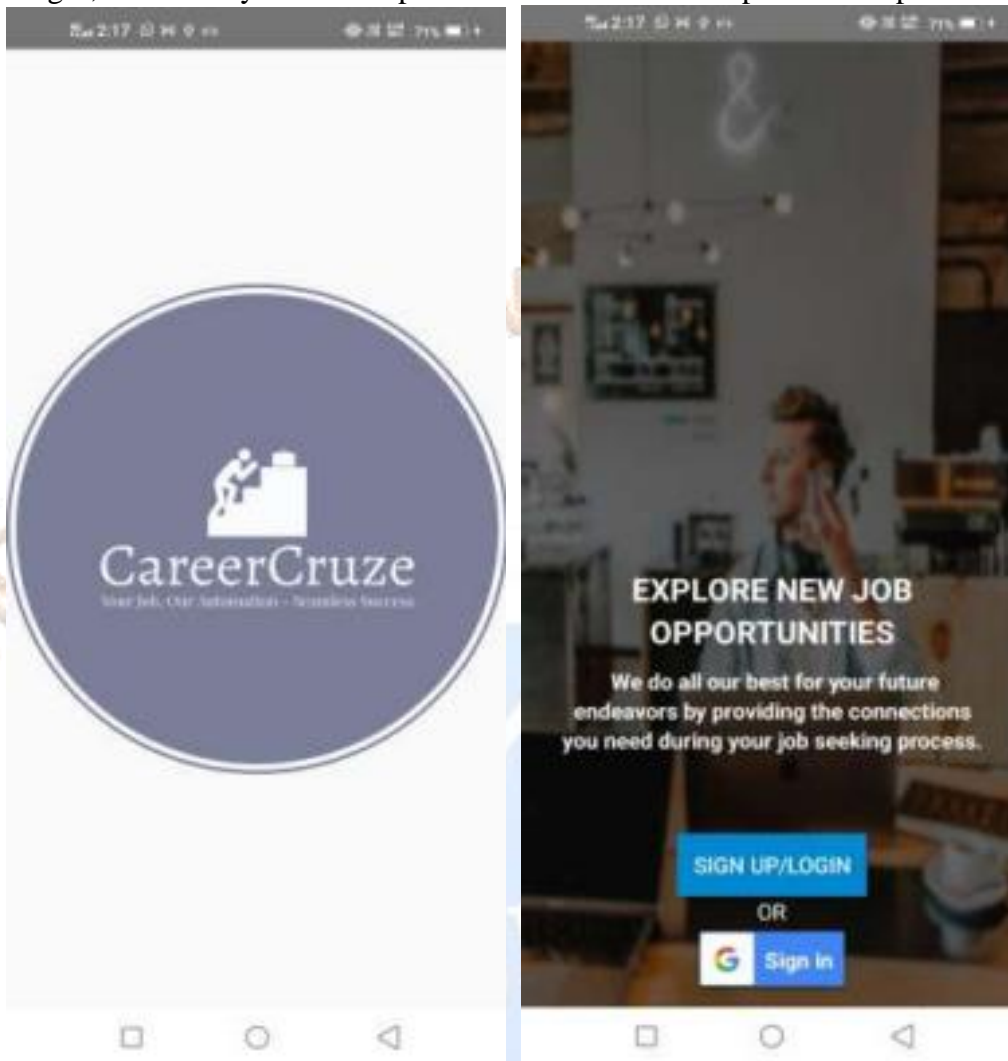 2:17
CareerCruze
Your Job, Our Automation - Seamless Success
2:17
&
EXPLORE NEW JOB
OPPORTUNITIES
We do all our best for your future
endeavors by providing the connections
you need during your job seeking process.
SIGN UP/LOGIN
OR
G Sign in